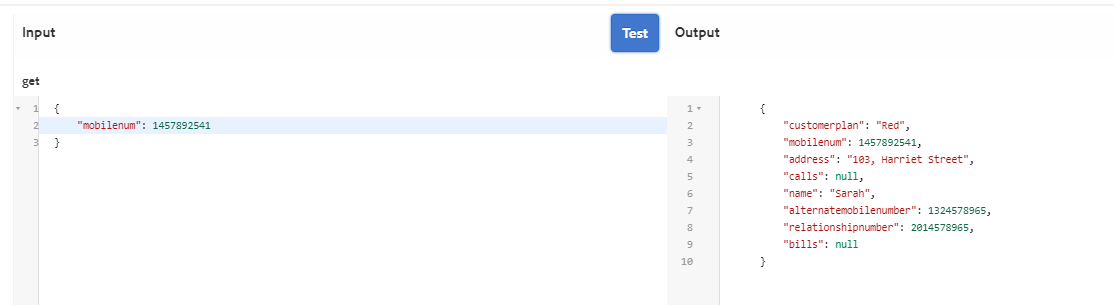 Input
Test
Output
get
1 {
2 "mobilenum": 1457892541
3 }
1 {
2 "customerplan": "Red",
3 "mobilenum": 1457892541,
4 "address": "103, Harriet Street",
5 "calls": null,
6 "name": "Sarah",
7 "alternatemobilenumber": 1324578965,
8 "relationshipnumber": 2014578965,
9 "bills": null
10 }